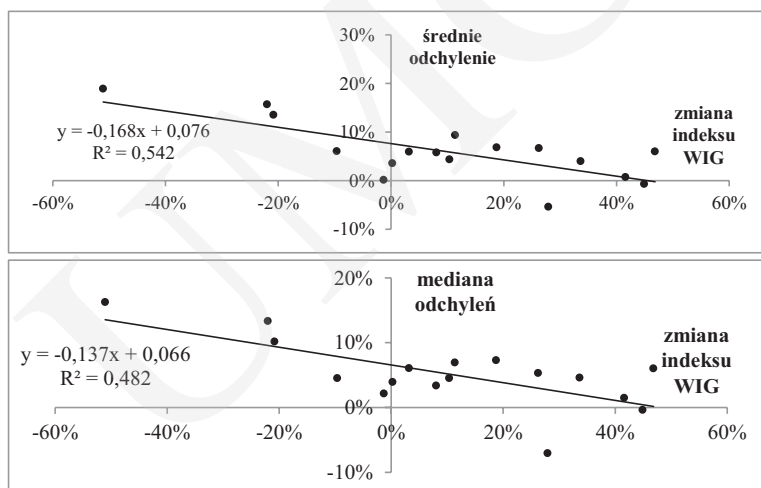 30%
średnie
odchylenie
20%
zmiana
indeksu
WIG
y = -0,168x + 0,076
R² = 0,542
10%
0%
-60% -40% -20% 0% 20% 40% 60%
-10%
20%
mediana
odchyleń
zmiana
indeksu
WIG
10%
y = -0,137x + 0,066
R² = 0,482
0%
-60% -40% -20% 0% 20% 40% 60%
-10%
UMC